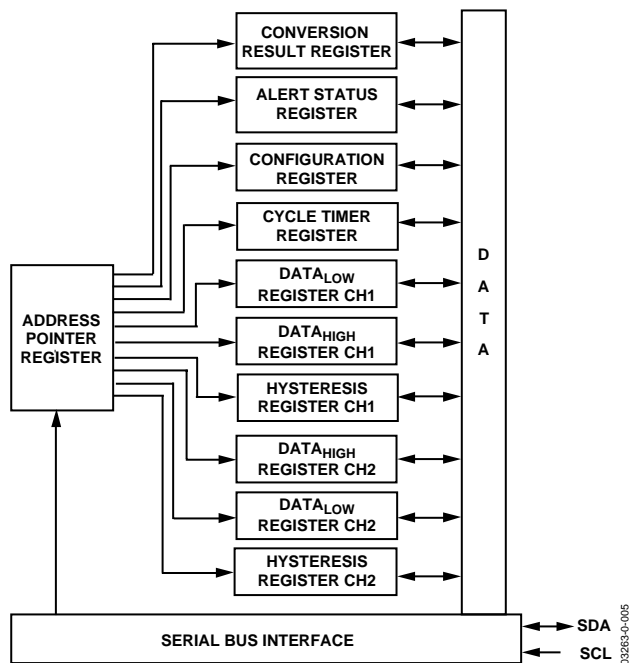 CONVERSION
RESULT REGISTER
ALERT STATUS
REGISTER
CONFIGURATION
REGISTER
CYCLE TIMER
REGISTER
DATALOW
REGISTER CH1
DATAHIGH
REGISTER CH1
HYSTERESIS
REGISTER CH1
DATAHIGH
REGISTER CH2
DATALOW
REGISTER CH2
HYSTERESIS
REGISTER CH2
ADDRESS
POINTER
REGISTER
D
A
T
A
SERIAL BUS INTERFACE
SDA
SCL
03263-0-005